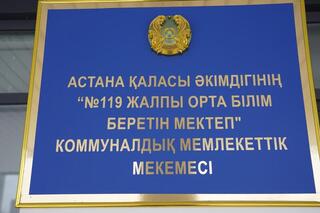 АСТАНА ҚАЛАСЫ ӘКІМДІГІНІҢ
“№119 ЖАЛПЫ ОРТА БІЛІМ
БЕРЕТІН МЕКТЕП"
КОММУНАЛДЫҚ МЕМЛЕКЕТТІК
МЕКЕМЕСІ